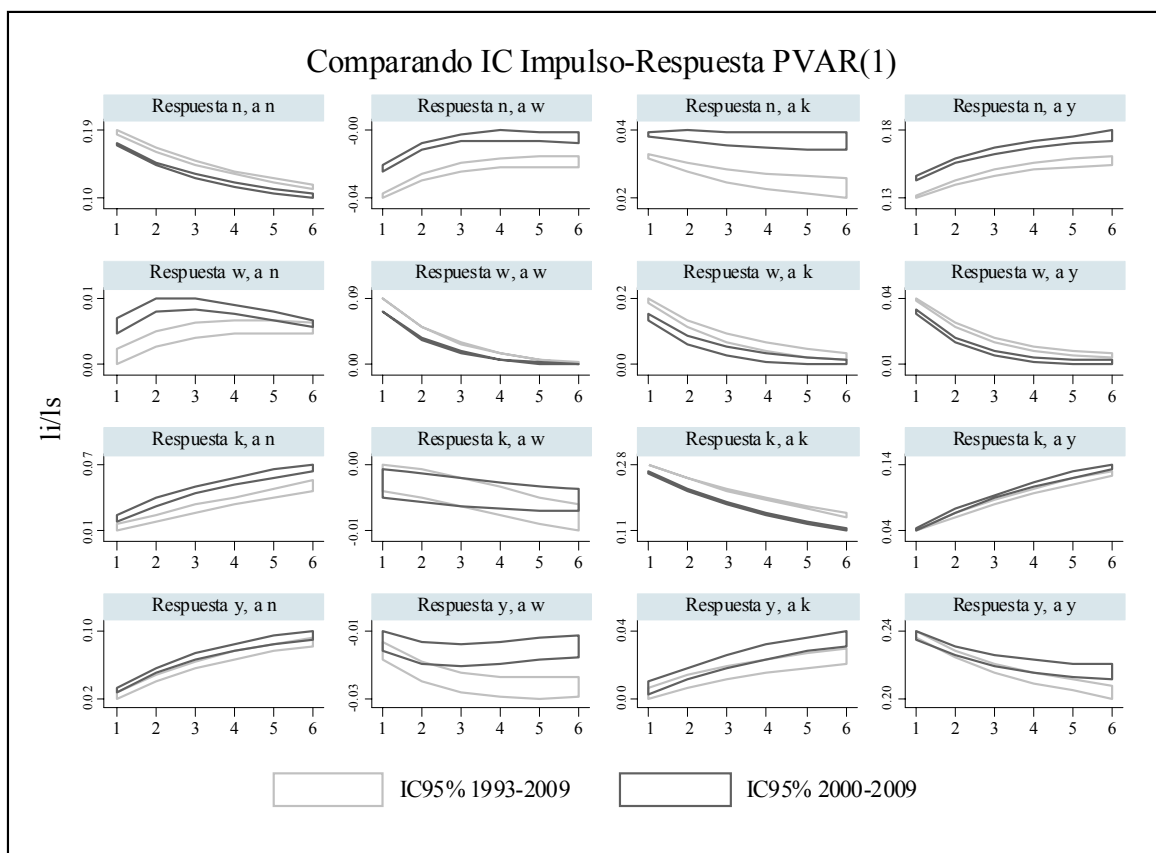 Comparando IC Impulso-Respuesta PVAR(1)
li/ls
Respuesta n, a n
0.19
0.10
1 2 3 4 5 6
Respuesta n, a w
-0.00
-0.04
1 2 3 4 5 6
Respuesta n, a k
0.04
0.02
1 2 3 4 5 6
Respuesta n, a y
0.18
0.13
1 2 3 4 5 6
Respuesta w, a n
0.01
0.00
1 2 3 4 5 6
Respuesta w, a w
0.09
0.00
1 2 3 4 5 6
Respuesta w, a k
0.02
0.00
1 2 3 4 5 6
Respuesta w, a y
0.04
0.01
1 2 3 4 5 6
Respuesta k, a n
0.07
0.01
1 2 3 4 5 6
Respuesta k, a w
0.00
-0.01
1 2 3 4 5 6
Respuesta k, a k
0.28
0.11
1 2 3 4 5 6
Respuesta k, a y
0.14
0.04
1 2 3 4 5 6
Respuesta y, a n
0.10
0.02
1 2 3 4 5 6
Respuesta y, a w
-0.01
-0.03
1 2 3 4 5 6
Respuesta y, a k
0.04
0.00
1 2 3 4 5 6
Respuesta y, a y
0.24
0.20
1 2 3 4 5 6
IC95% 1993-2009
IC95% 2000-2009